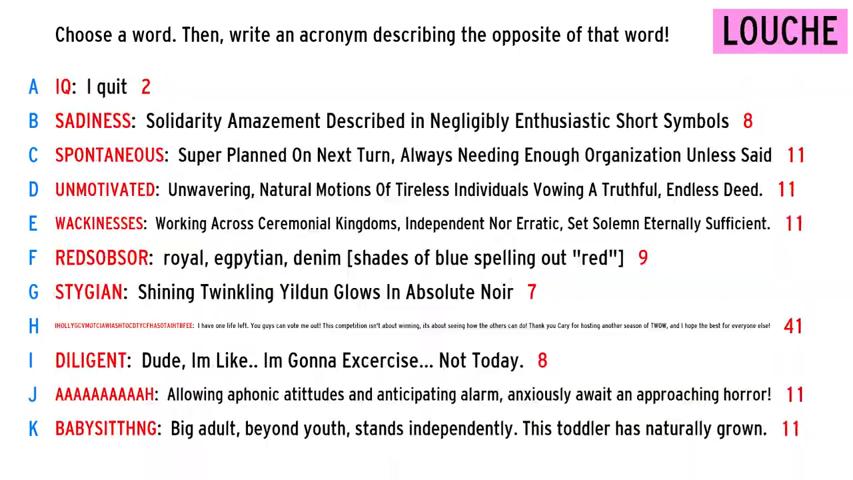 Choose a word. Then, write an acronym describing the opposite of that word!
LOUCHE
A IQ: I quit 2
B SADINESS: Solidarity Amazement Described in Negligibly Enthusiastic Short Symbols 8
C SPONTANEOUS: Super Planned On Next Turn, Always Needing Enough Organization Unless Said 11
D UNMOTIVATED: Unwavering, Natural Motions Of Tireless Individuals Vowing A Truthful, Endless Deed. 11
E WACKINESSES: Working Across Ceremonial Kingdoms, Independent Nor Erratic, Set Solemn Eternally Sufficient. 11
F REDSOBSOR: royal, egpytian, denim [shades of blue spelling out "red"] 9
G STYGIAN: Shining Twinkling Yildun Glows In Absolute Noir 7
H I have one life left. You guys can vote me out! This competition isn't about winning, its about seeing how the others can do! Thank you Cary for hosting another season of TWOW, and I hope the best for everyone else! 41
I DILIGENT: Dude, Im Like.. Im Gonna Excercise... Not Today. 8
J AAAAAAAAAAH: Allowing aphonic atititudes and anticipating alarm, anxiously await an approaching horror! 11
K BABYSITTHNG: Big adult, beyond youth, stands independently. This toddler has naturally grown. 11